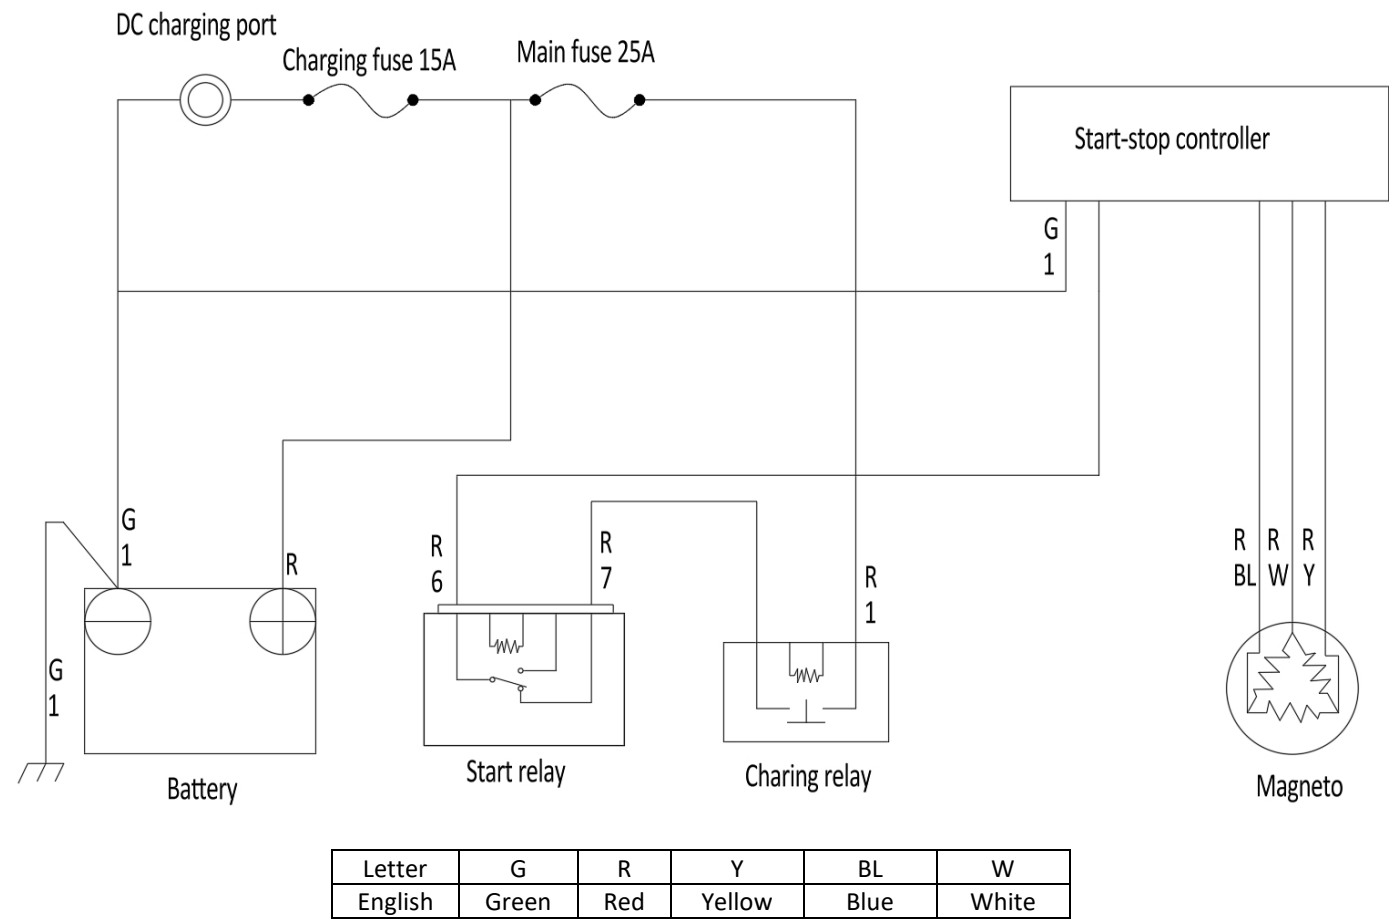 DC charging port
Charging fuse 15A
Main fuse 25A
Start-stop controller
G
1
G
1
R
R
6
R
7
R
1
R
BL
R
W
R
Y
G
1
Battery
Start relay
Charing relay
Magneto
Letter G R Y BL W
English Green Red Yellow Blue White